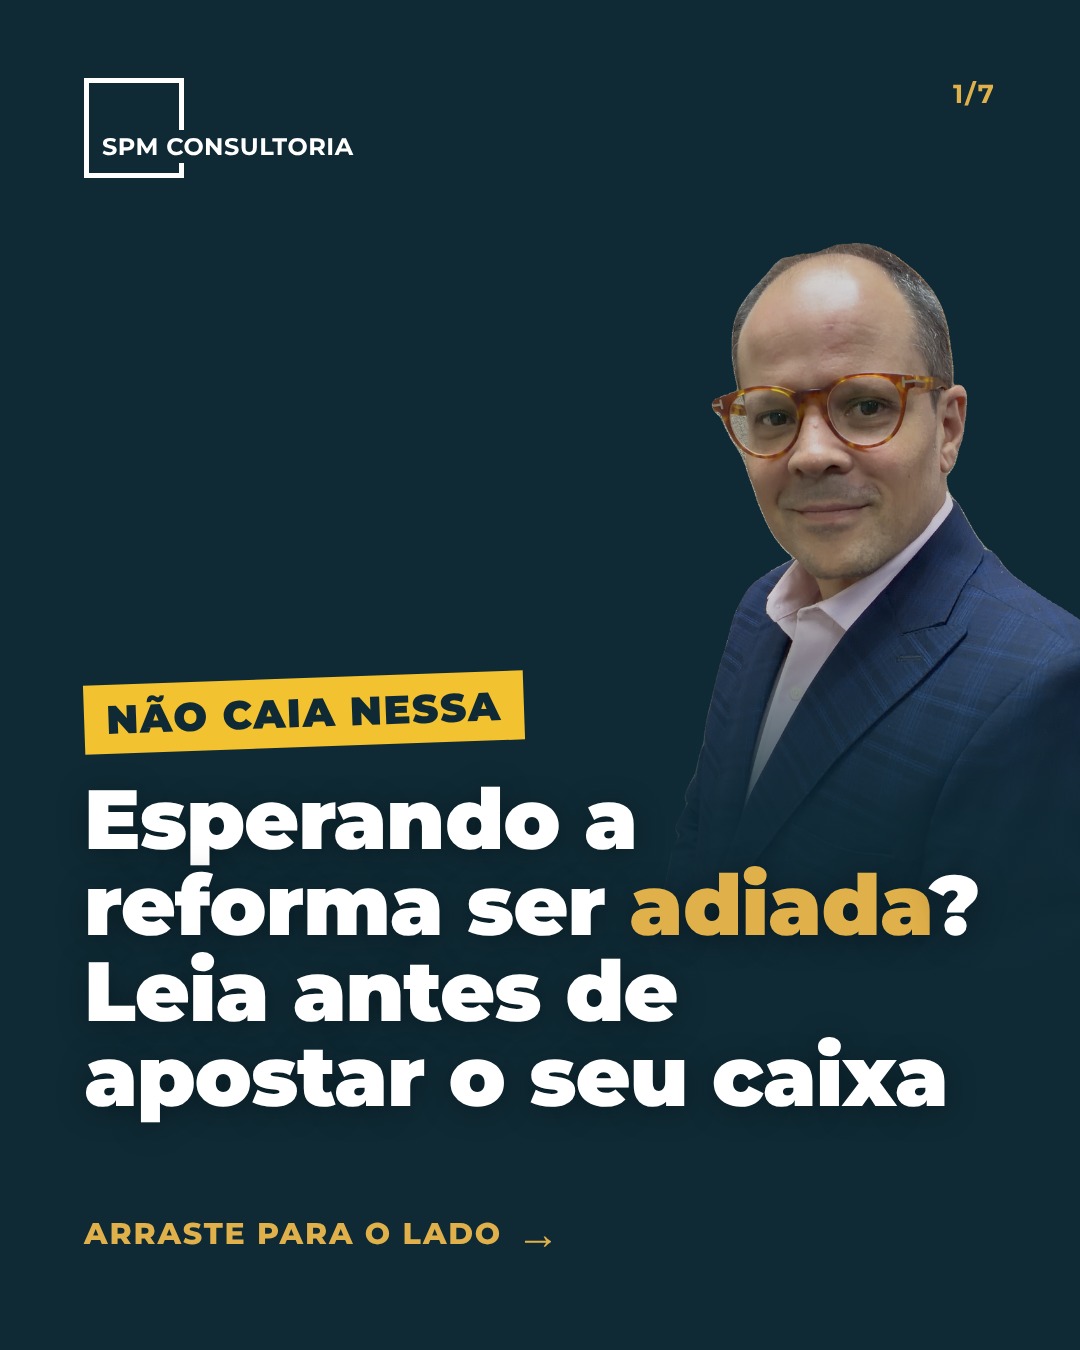 SPM CONSULTORIA
1/7
NÃO CAIA NESSA
Esperando a
reforma ser adiada?
Leia antes de
apostar o seu caixa
ARRASTE PARA O LADO →